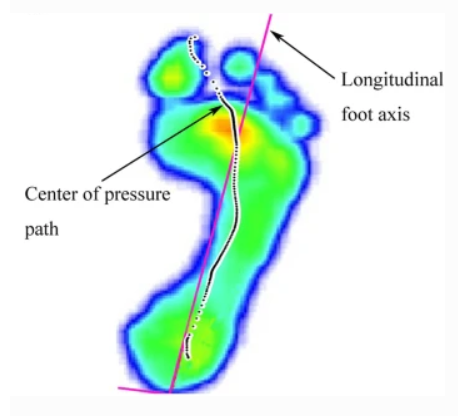 Longitudinal
foot axis
Center of pressure
path